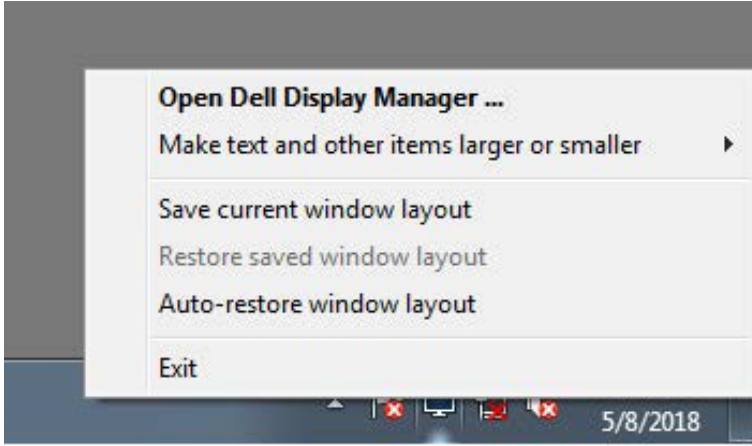 Open Dell Display Manager ...
Make text and other items larger or smaller
Save current window layout
Restore saved window layout
Auto-restore window layout
Exit
5/8/2018